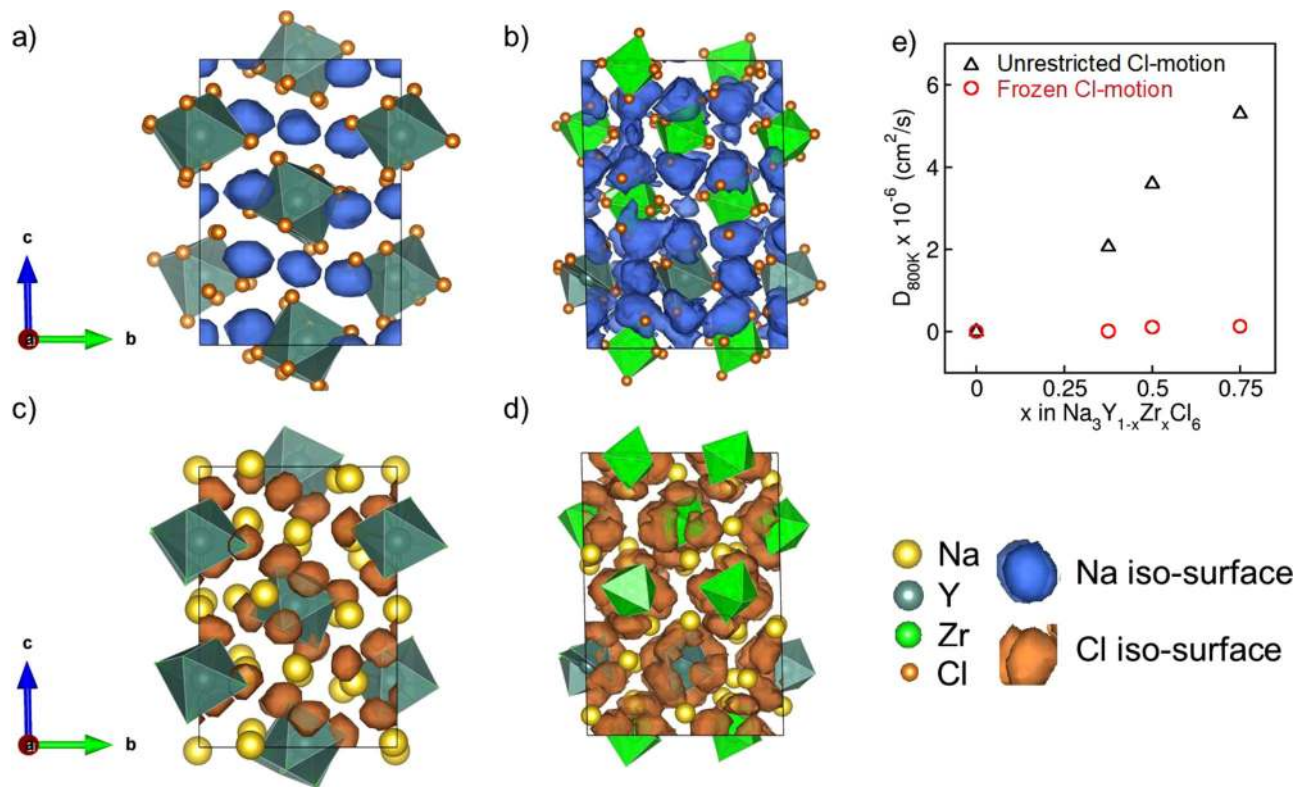 a)
b)
e)
c
a
b
△ Unrestricted Cl-motion
○ Frozen Cl-motion
D800K x 10-6 (cm2/s)
6
4
2
0
0
0.25
0.50
0.75
x in Na3Y1-xZrxCl6
c)
d)
c
a
b
Na
Y
Zr
Cl
Na iso-surface
Cl iso-surface